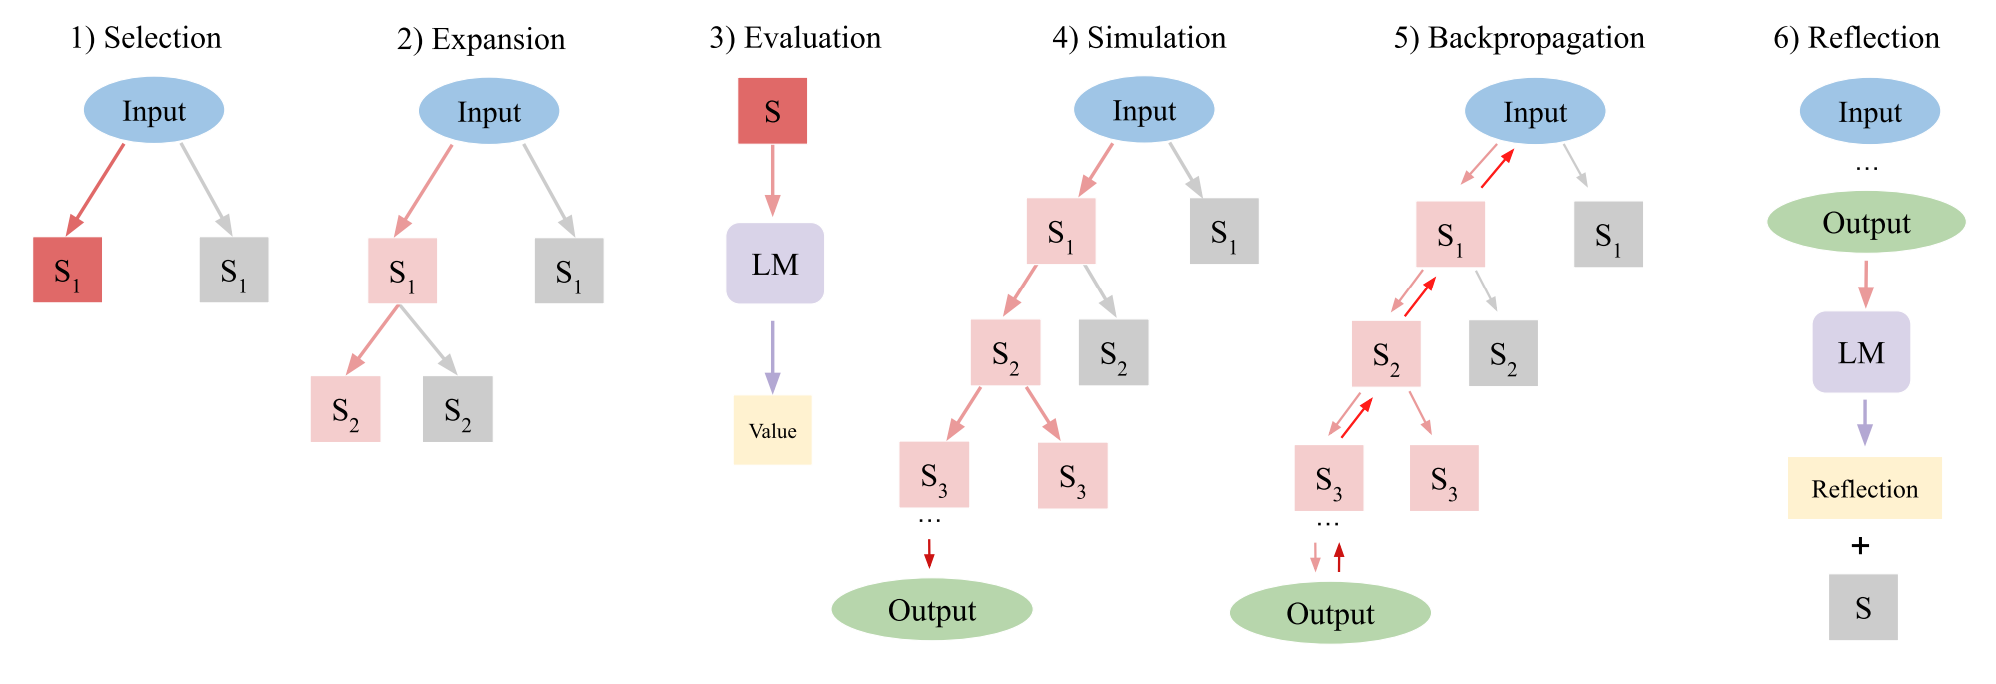 1) Selection
Input
S1
S1
2) Expansion
Input
S1
S1
S2
S2
3) Evaluation
S
LM
Value
4) Simulation
Input
S1
S1
S2
S2
S3
S3
...
Output
5) Backpropagation
Input
S1
S1
S2
S2
S3
S3
...
Output
6) Reflection
Input
...
Output
LM
Reflection
+
S